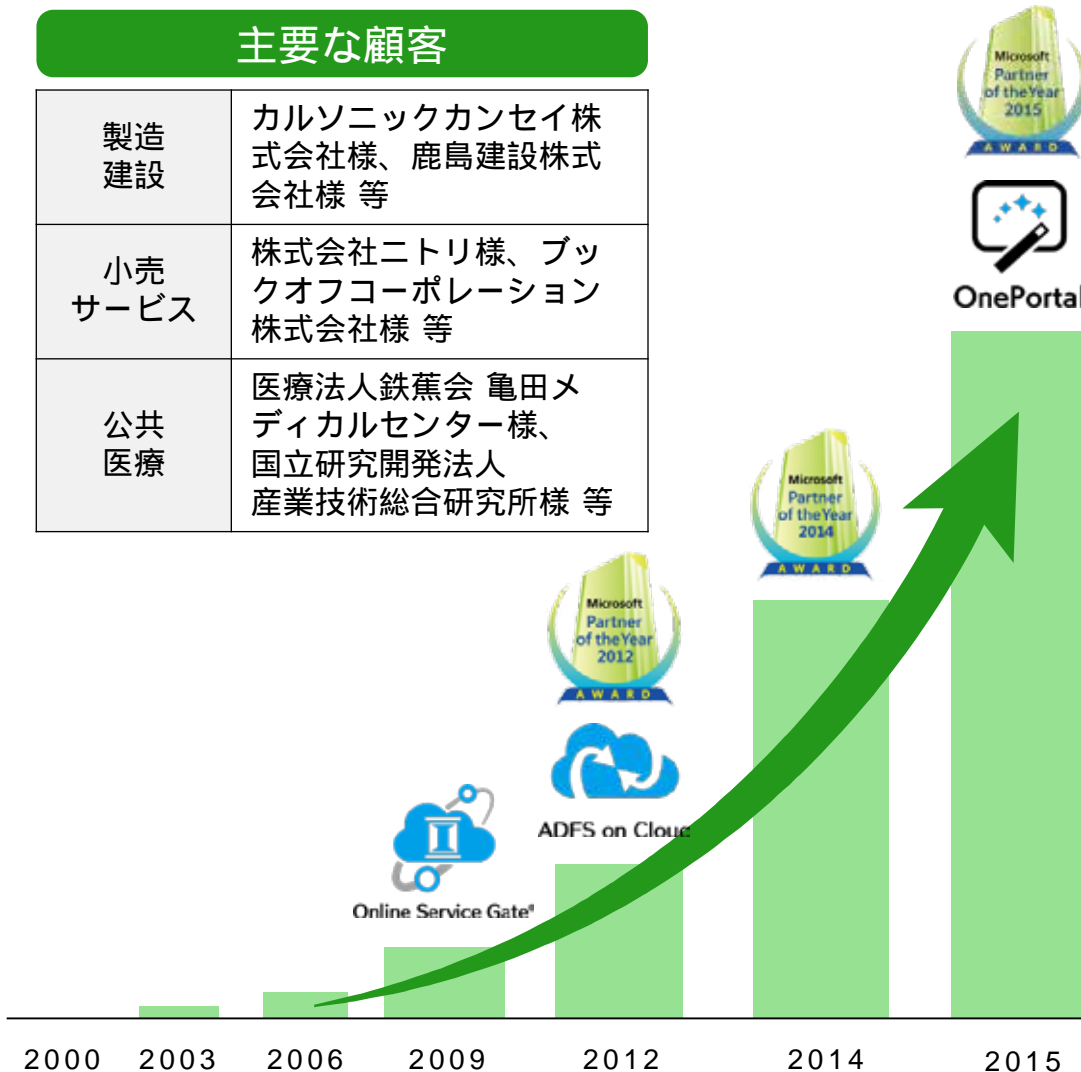 主要な顧客
製造
建設
カルソニックカンセイ株
式会社様、鹿島建設株式
会社様 等
小売
サービス
株式会社ニトリ様、ブッ
クオフコーポレーション
株式会社様 等
公共
医療
医療法人鉄蕉会 亀田メ
ディカルセンター様、
国立研究開発法人
産業技術総合研究所様 等
Microsoft
Partner
of the Year
2015
AWARD
OnePortal
Microsoft
Partner
of the Year
2014
AWARD
Microsoft
Partner
of the Year
2012
AWARD
ADFS on Cloud
Online Service Gate®
2000 2003 2006 2009 2012 2014 2015